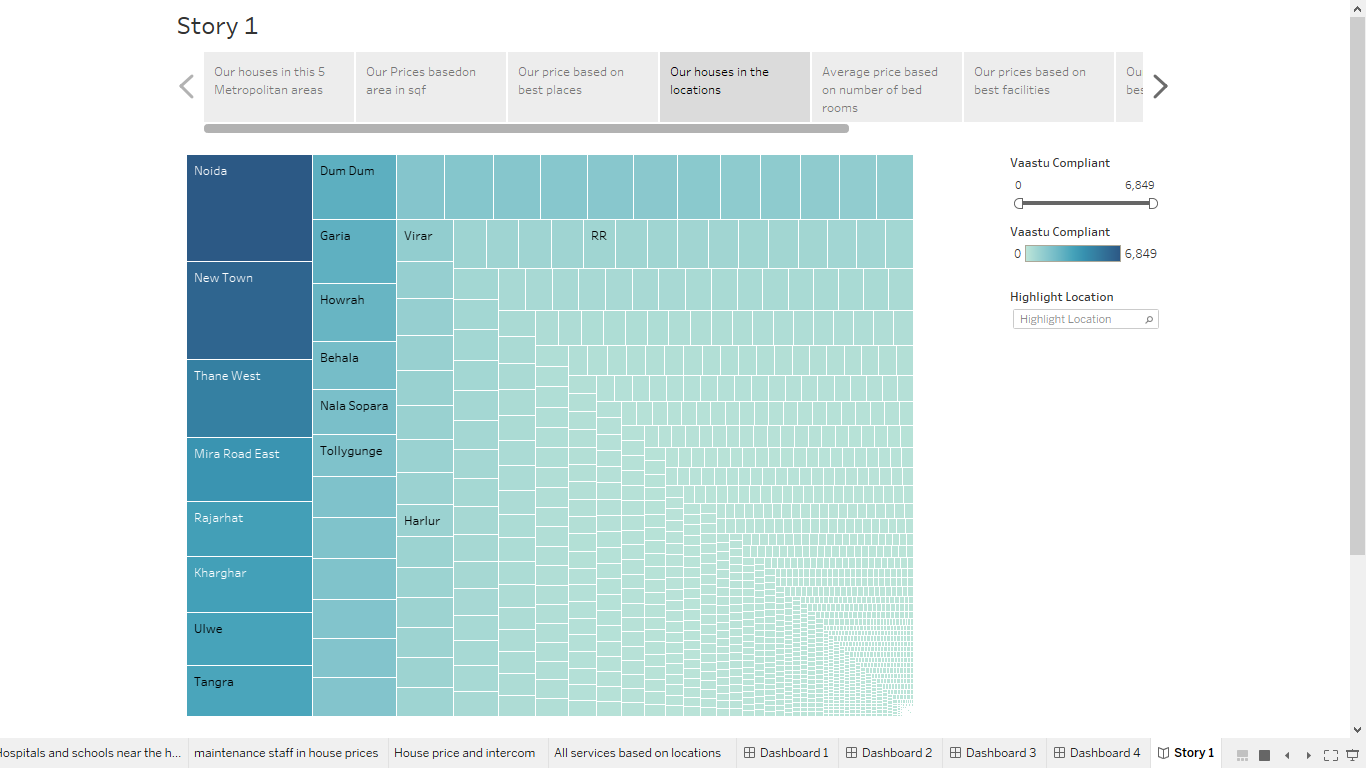 Story 1
Our houses in this 5
Metropolitan areas
Our Prices basedon
area in sqf
Our price based on
best places
Our houses in the
locations
Average price based
on number of bed
rooms
Our prices based on
best facilities
Noida
New Town
Thane West
Mira Road East
Rajarhat
Kharghar
Ulwe
Tangra
Dum Dum
Garia
Howrah
Behala
Nala Sopara
Tollygunge
Virar
Harlur
RR
Vaastu Compliant
0 6,849
Vaastu Compliant
0 6,849
Highlight Location
Highlight Location
Hospitals and schools near the h... maintenance staff in house prices House price and intercom All services based on locations Dashboard 1 Dashboard 2 Dashboard 3 Dashboard 4 Story 1